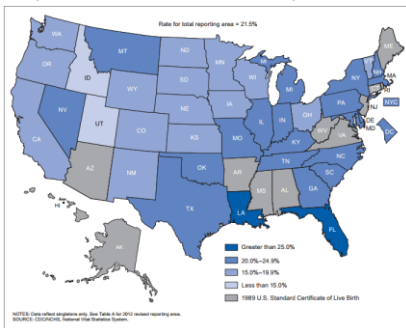 Rate for total reporting area = 21.5%
WA
MT
ND
MN
ME
OR
ID
SD
WI
MI
NY
MA
RI
WY
IA
PA
NJ
NYC
NV
NE
IL
IN
OH
DE
MD
UT
CO
KS
MO
KY
WV
VA
DC
CA
AZ
NM
OK
AR
TN
NC
SC
MS
AL
GA
TX
LA
FL
HI
AK
Greater than 25.0%
20.0%–24.9%
15.0%–19.9%
Less than 15.0%
1989 U.S. Standard Certificate of Live Birth
NOTES: Data reflect singletons only. See Table A for 2012 revised reporting area.
SOURCE: CDC/NCHS, National Vital Statistics System.